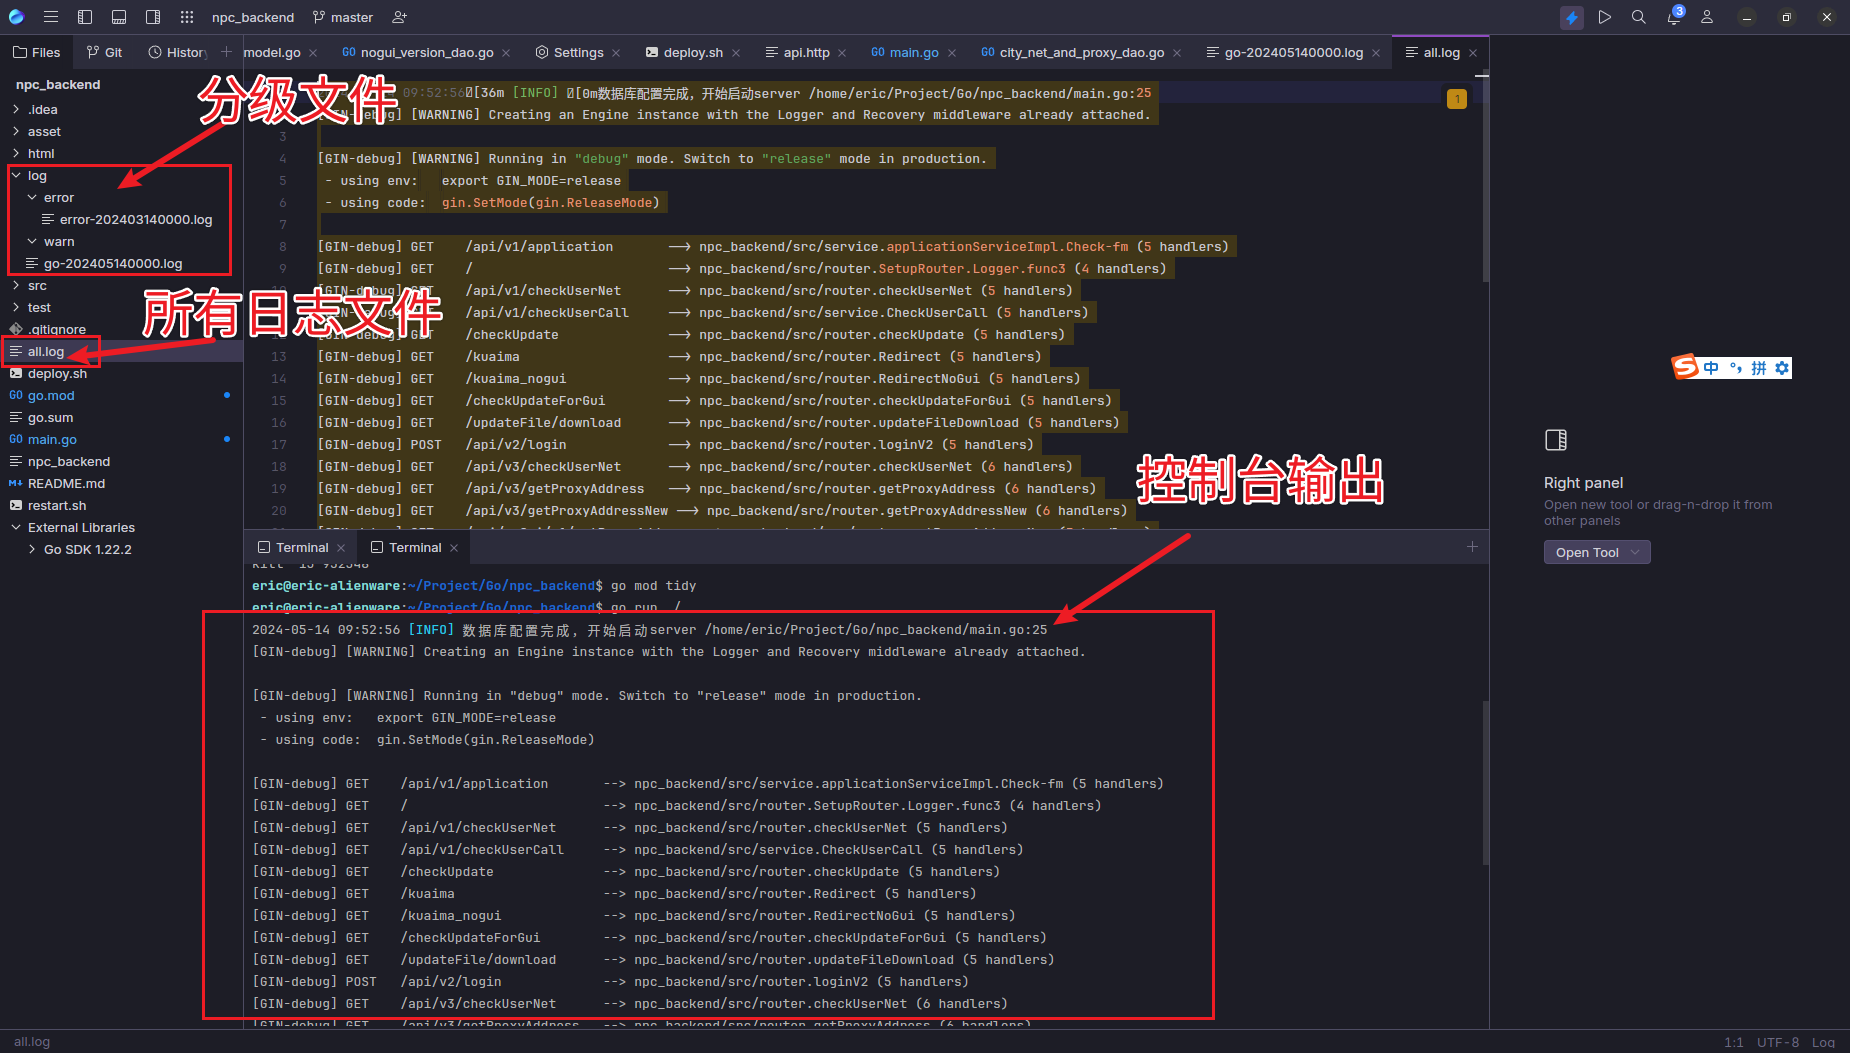 npc_backend
master
3
Files
Git
History
model.go
nogui_version_dao.go
Settings
deploy.sh
api.http
main.go
city_net_and_proxy_dao.go
go-202405140000.log
all.log
npc_backend
.idea
asset
html
log
error
error-202403140000.log
warn
go-202405140000.log
src
test
.gitignore
all.log
deploy.sh
go.mod
go.sum
main.go
npc_backend
README.md
restart.sh
External Libraries
Go SDK 1.22.2
分级文件
所有日志文件
控制台输出
09:52:56[36m [INFO] [0m数据库配置完成，开始启动server /home/eric/Project/Go/npc_backend/main.go:25
[WARNING] Creating an Engine instance with the Logger and Recovery middleware already attached.
3
4 [GIN-debug] [WARNING] Running in "debug" mode. Switch to "release" mode in production.
5 - using env: export GIN_MODE=release
6 - using code: gin.SetMode(gin.ReleaseMode)
7
8 [GIN-debug] GET /api/v1/application --> npc_backend/src/service.applicationServiceImpl.Check-fm (5 handlers)
9 [GIN-debug] GET / --> npc_backend/src/router.SetupRouter.Logger.func3 (4 handlers)
GET /api/v1/checkUserNet --> npc_backend/src/router.checkUserNet (5 handlers)
GET /api/v1/checkUserCall --> npc_backend/src/service.CheckUserCall (5 handlers)
GET /checkUpdate --> npc_backend/src/router.checkUpdate (5 handlers)
13 [GIN-debug] GET /kuaima --> npc_backend/src/router.Redirect (5 handlers)
14 [GIN-debug] GET /kuaima_nogui --> npc_backend/src/router.RedirectNoGui (5 handlers)
15 [GIN-debug] GET /checkUpdateForGui --> npc_backend/src/router.checkUpdateForGui (5 handlers)
16 [GIN-debug] GET /updateFile/download --> npc_backend/src/router.updateFileDownload (5 handlers)
17 [GIN-debug] POST /api/v2/login --> npc_backend/src/router.loginV2 (5 handlers)
18 [GIN-debug] GET /api/v3/checkUserNet --> npc_backend/src/router.checkUserNet (6 handlers)
19 [GIN-debug] GET /api/v3/getProxyAddress --> npc_backend/src/router.getProxyAddress (6 handlers)
20 [GIN-debug] GET /api/v3/getProxyAddressNew --> npc_backend/src/router.getProxyAddressNew (6 handlers)
1
Terminal
Terminal
eric@eric-alienware:~/Project/Go/npc_backend$ go mod tidy
eric@eric-alienware:~/Project/Go/npc_backend$ go run ./
2024-05-14 09:52:56 [INFO] 数据库配置完成，开始启动server /home/eric/Project/Go/npc_backend/main.go:25
[GIN-debug] [WARNING] Creating an Engine instance with the Logger and Recovery middleware already attached.
[GIN-debug] [WARNING] Running in "debug" mode. Switch to "release" mode in production.
- using env: export GIN_MODE=release
- using code: gin.SetMode(gin.ReleaseMode)
[GIN-debug] GET /api/v1/application --> npc_backend/src/service.applicationServiceImpl.Check-fm (5 handlers)
[GIN-debug] GET / --> npc_backend/src/router.SetupRouter.Logger.func3 (4 handlers)
[GIN-debug] GET /api/v1/checkUserNet --> npc_backend/src/router.checkUserNet (5 handlers)
[GIN-debug] GET /api/v1/checkUserCall --> npc_backend/src/service.CheckUserCall (5 handlers)
[GIN-debug] GET /checkUpdate --> npc_backend/src/router.checkUpdate (5 handlers)
[GIN-debug] GET /kuaima --> npc_backend/src/router.Redirect (5 handlers)
[GIN-debug] GET /kuaima_nogui --> npc_backend/src/router.RedirectNoGui (5 handlers)
[GIN-debug] GET /checkUpdateForGui --> npc_backend/src/router.checkUpdateForGui (5 handlers)
[GIN-debug] GET /updateFile/download --> npc_backend/src/router.updateFileDownload (5 handlers)
[GIN-debug] POST /api/v2/login --> npc_backend/src/router.loginV2 (5 handlers)
[GIN-debug] GET /api/v3/checkUserNet --> npc_backend/src/router.checkUserNet (6 handlers)
[GIN-debug] GET /api/v3/getProxyAddress --> npc_backend/src/router.getProxyAddress (6 handlers)
中 °, 拼
Right panel
Open new tool or drag-n-drop it from
other panels
Open Tool
all.log
1:1 UTF-8 Log